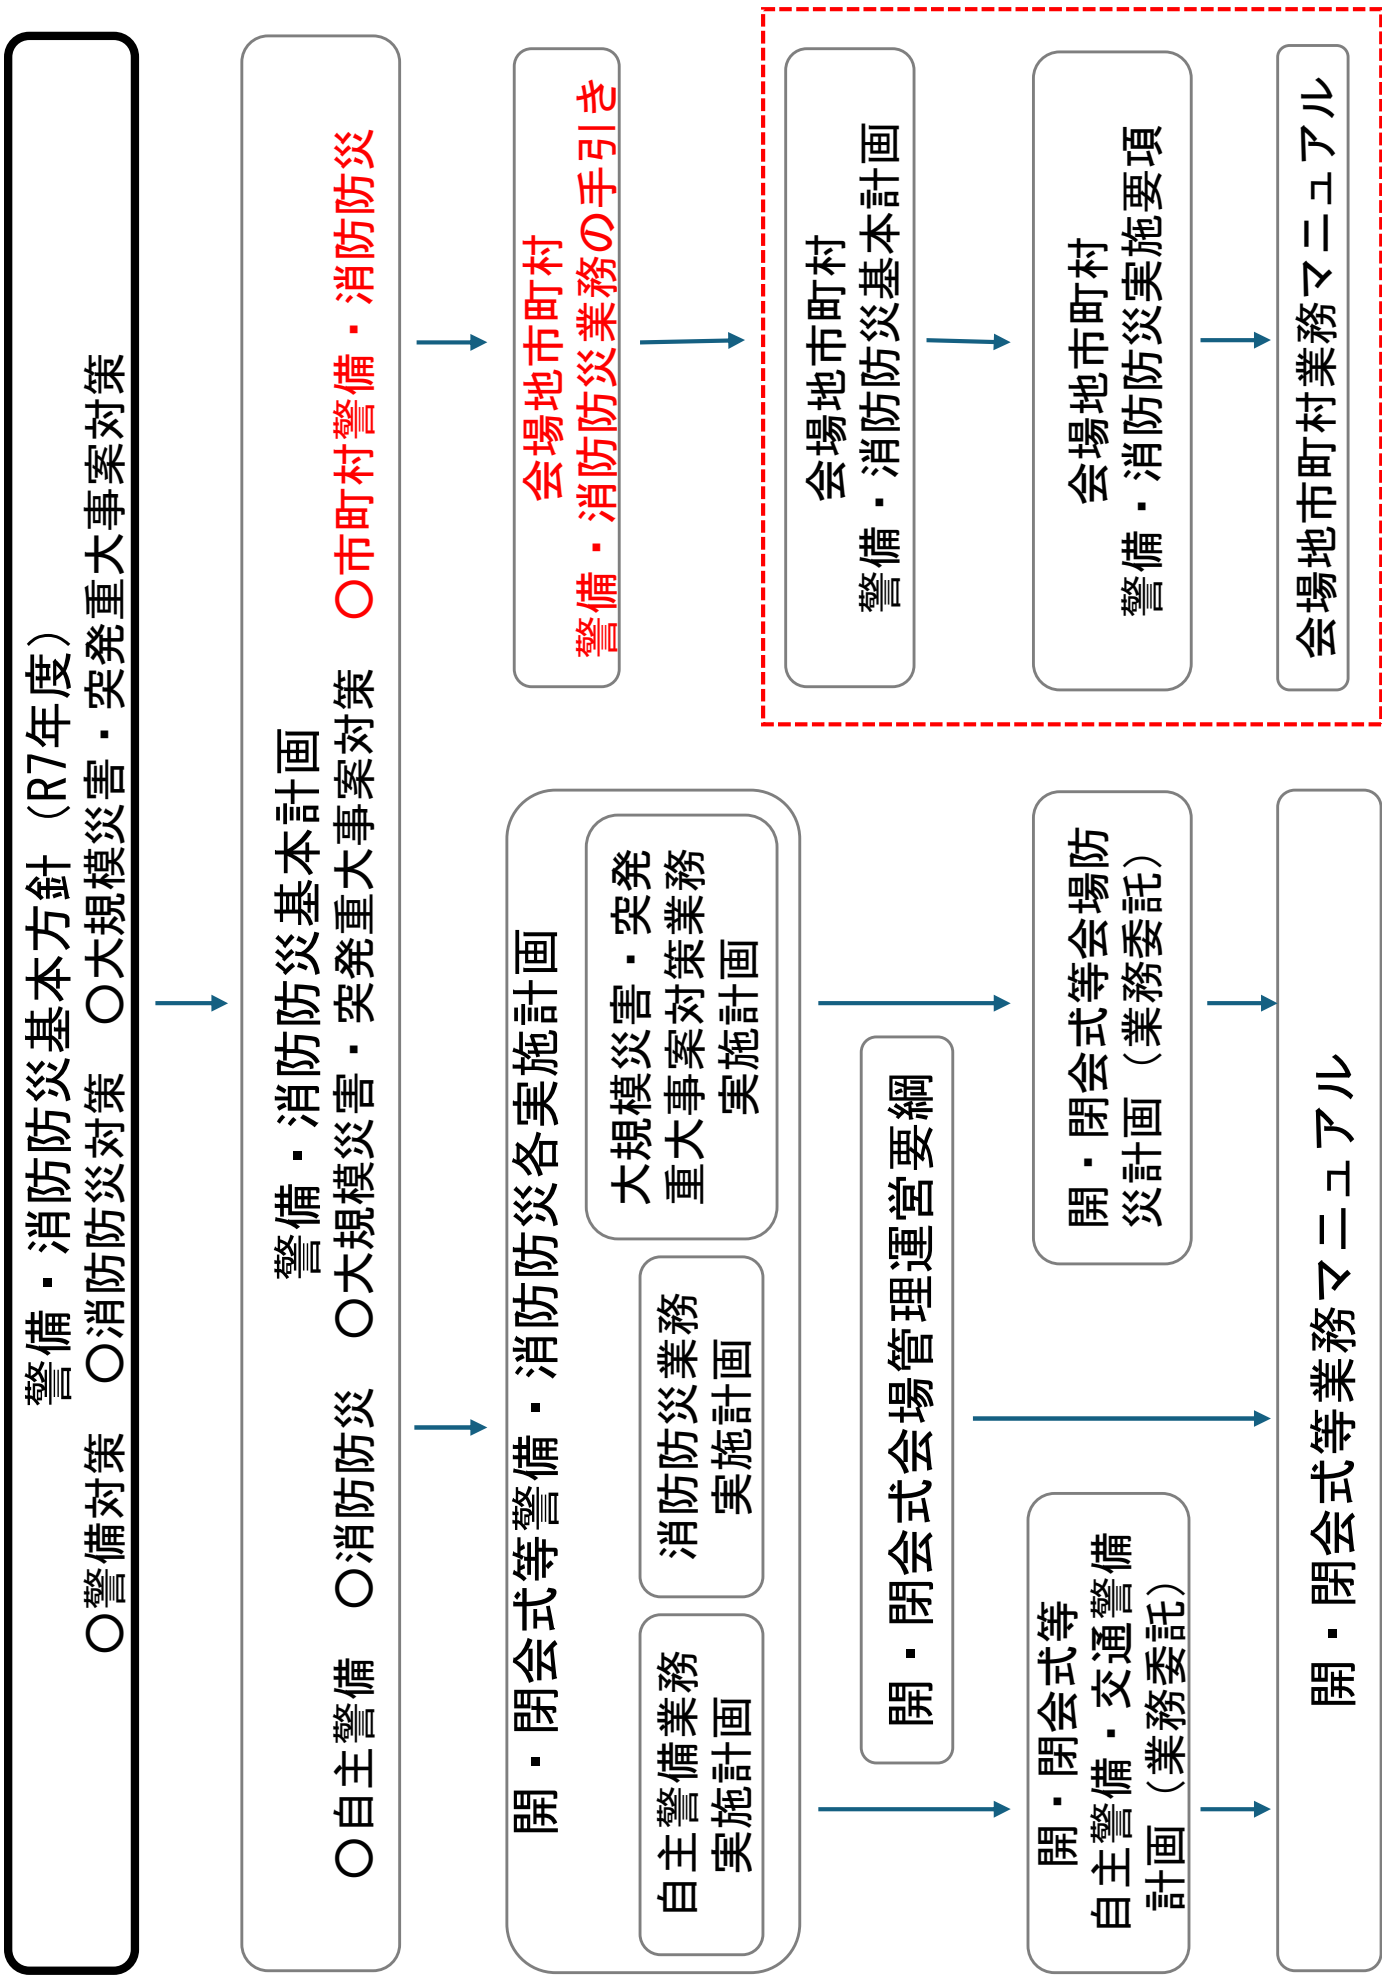 警備・消防防災基本方針（R7年度）
〇警備対策　〇消防防災対策　〇大規模災害・突発重大事案対策
警備・消防防災基本計画
〇自主警備　〇消防防災　〇大規模災害・突発重大事案対策　〇市町村警備・消防防災
開・閉会式等警備・消防防災各実施計画
自主警備業務
実施計画
消防防災業務
実施計画
大規模災害・突発
重大事案対策業務
実施計画
会場地市町村
警備・消防防災業務の手引き
開・閉会式会場管理運営要綱
会場地市町村
警備・消防防災基本計画
開・閉会式等
自主警備・交通警備
計画（業務委託）
開・閉会式等会場防
災計画（業務委託）
会場地市町村
警備・消防防災実施要項
開・閉会式等業務マニュアル
会場地市町村業務マニュアル